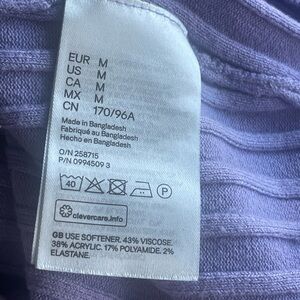 EUR M
US M
CA M
MX M
CN 170/96A
Made in Bangladesh
Fabriqué au Bangladesh
Hecho en Bangladesh
O/N 258715
P/N 0994509 3
40 P
clevercare.info
GB USE SOFTENER. 43% VISCOSE.
38% ACRYLIC. 17% POLYAMIDE. 2%
ELASTANE.